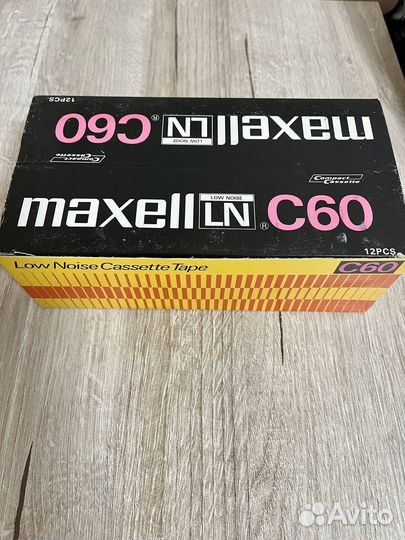 12PCS
maxell LN LOW NOISE ® C60
Compact Cassette
Compact Cassette
maxell LN LOW NOISE ® C60
12PCS
Low Noise Cassette Tape C60
Avito